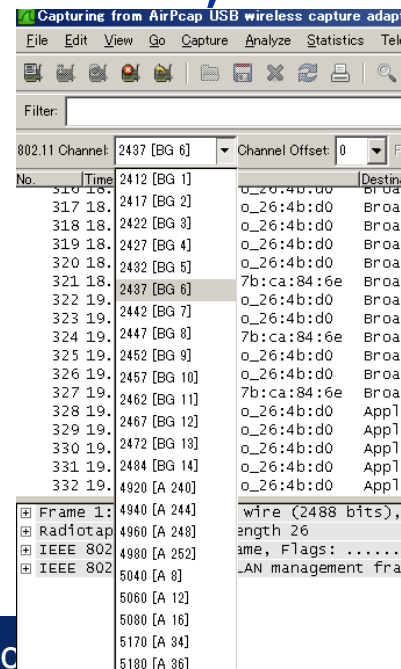 Capturing from AirPcap USB wireless capture adap
File Edit View Go Capture Analyze Statistics Tel
Filter:
802.11 Channel: 2437 [BG 6] Channel Offset: 0 F
No. Time Destina
2412 [BG 1]
316 18. o_26:4b:d0 Broa
317 18. 2417 [BG 2] o_26:4b:d0 Broa
318 18. 2422 [BG 3] o_26:4b:d0 Broa
319 18. 2427 [BG 4] o_26:4b:d0 Broa
320 18. 2432 [BG 5] o_26:4b:d0 Broa
321 18. 2437 [BG 6] 7b:ca:84:6e Broa
322 19. o_26:4b:d0 Broa
323 19. 2442 [BG 7] o_26:4b:d0 Broa
324 19. 2447 [BG 8] 7b:ca:84:6e Broa
325 19. 2452 [BG 9] o_26:4b:d0 Broa
326 19. 2457 [BG 10] o_26:4b:d0 Broa
327 19. 2462 [BG 11] 7b:ca:84:6e Broa
328 19. o_26:4b:d0 Appl
329 19. 2467 [BG 12] o_26:4b:d0 Appl
330 19. 2472 [BG 13] o_26:4b:d0 Appl
331 19. 2484 [BG 14] o_26:4b:d0 Appl
332 19. 4920 [A 240] o_26:4b:d0 Appl
Frame 1: 4940 [A 244] wire (2488 bits),
Radiotap 4960 [A 248] ength 26
IEEE 802 4980 [A 252] ame, Flags: ......
IEEE 802 5040 [A 8] LAN management fra
5060 [A 12]
5080 [A 16]
5170 [A 34]
5180 [A 36]